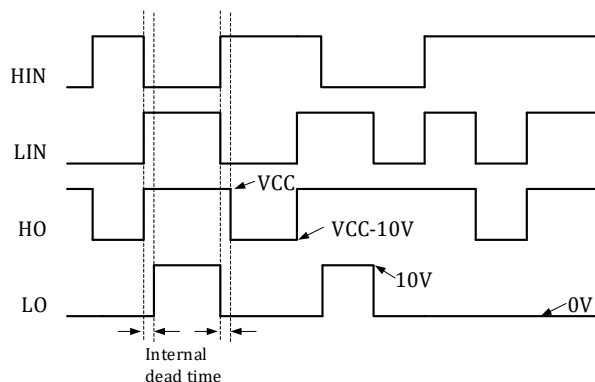 HIN
LIN
VCC
HO
VCC-10V
10V
LO
0V
Internal
dead time